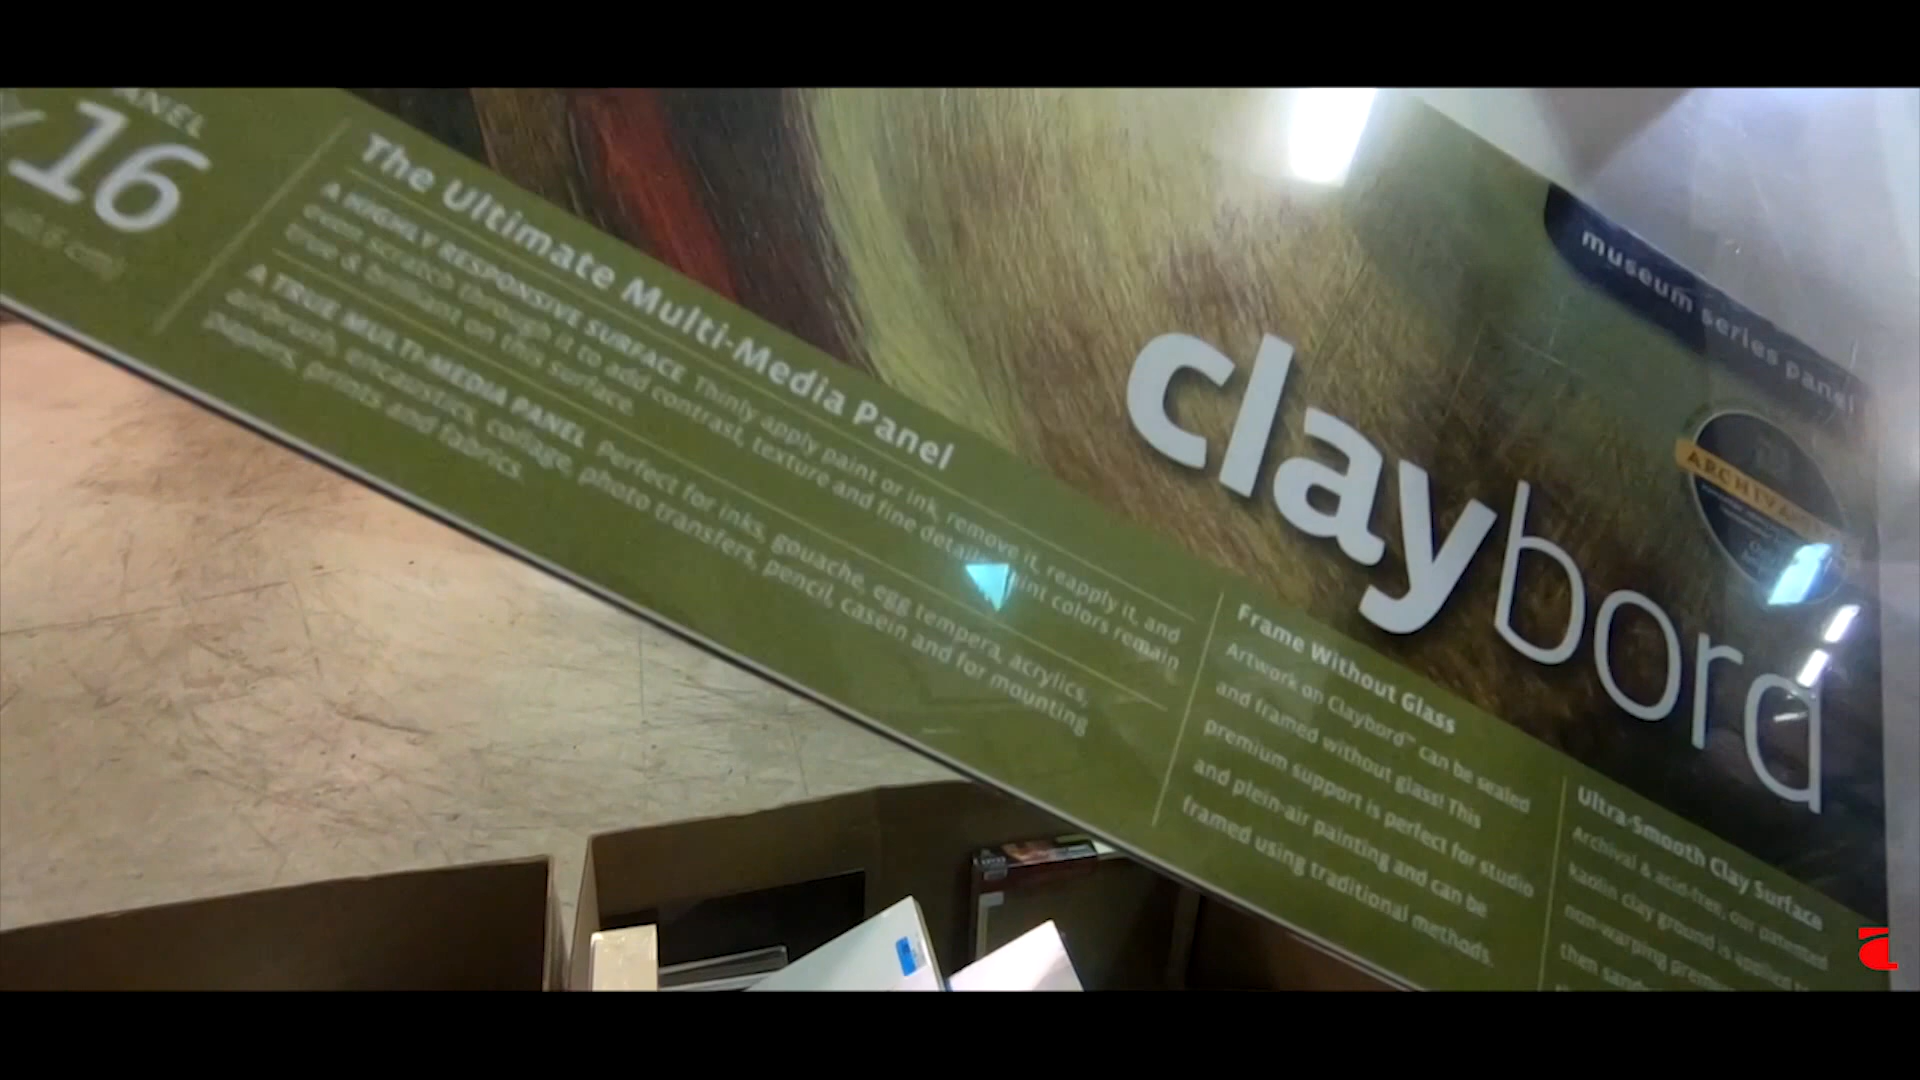 museum series panel
ARCHIVAL
claybord
PANEL
16
The Ultimate Multi-Media Panel
A HIGHLY RESPONSIVE SURFACE Thinly apply paint or ink, remove it, reapply it, and
even scratch through it to add contrast, texture and fine detail. Paint colors remain
true & brilliant on this surface.
A TRUE MULTI-MEDIA PANEL Perfect for inks, gouache, egg tempera, acrylics,
airbrush, encaustics, collage, photo transfers, pencil, casein and for mounting
papers, prints and fabrics.
Frame Without Glass
Artwork on Claybord™ can be sealed
and framed without glass! This
premium support is perfect for studio
and plein-air painting and can be
framed using traditional methods.
Ultra-Smooth Clay Surface
Archival & acid-free, our patented
kaolin clay ground is applied to
non-warping
then